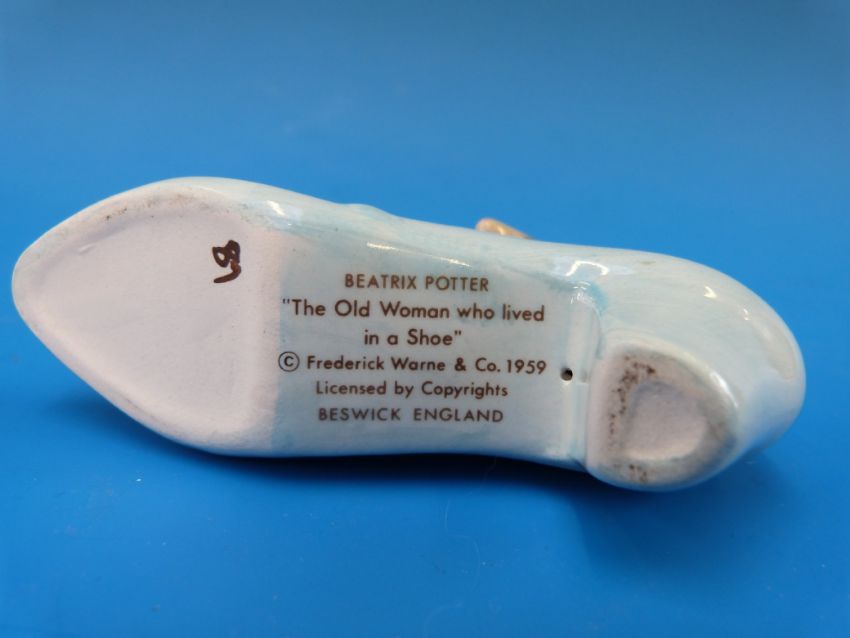 BEATRIX POTTER
"The Old Woman who lived
in a Shoe"
© Frederick Warne & Co. 1959
Licensed by Copyrights
BESWICK ENGLAND